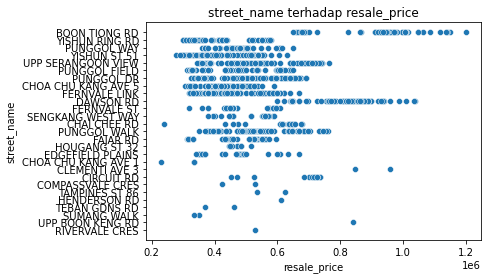 street_name terhadap resale_price
BOON TIONG RD
YISHUN RING RD
PUNGGOL WAY
YISHUN ST 51
UPP SERANGOON VIEW
PUNGGOL FIELD
PUNGGOL DR
CHOA CHU KANG AVE 5
FERNVALE LINK
DAWSON RD
FERNVALE ST
SENGKANG WEST WAY
CHAI CHEE RD
PUNGGOL WALK
FAJAR RD
HOUGANG ST 32
EDGEFIELD PLAINS
CHOA CHU KANG AVE 1
CLEMENTI AVE 3
CIRCUIT RD
COMPASSVALE CRES
TAMPINES ST 86
HENDERSON RD
TEBAN GDNS RD
SUMANG WALK
UPP BOON KENG RD
RIVERVALE CRES
street_name
0.2 0.4 0.6 0.8 1.0 1.2
1e6
resale_price